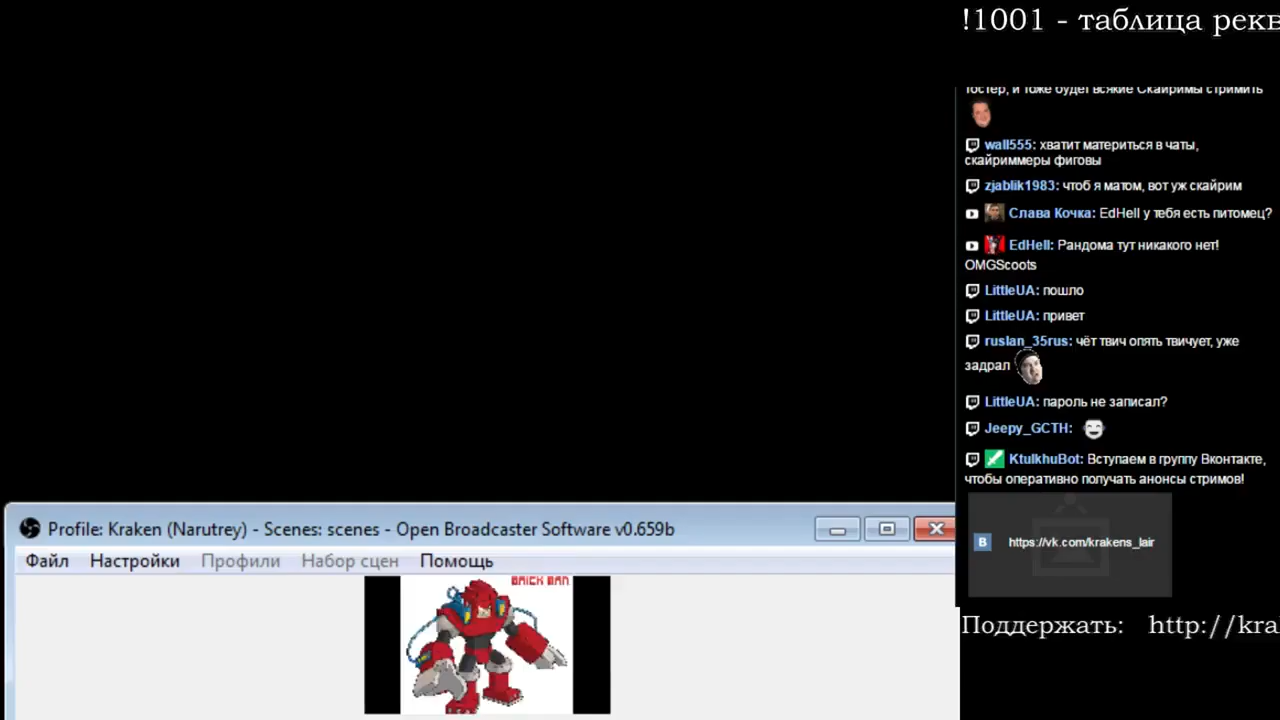 !1001 - таблица рекв
Тостер, и тоже будет всякие Скайримы стримить
wall555: хватит материться в чаты,
скайриммеры фиговы
zjablik1983: чтоб я матом, вот уж скайрим
Слава Кочка: EdHell у тебя есть питомец?
EdHell: Рандома тут никакого нет!
OMGScoots
LittleUA: пошло
LittleUA: привет
ruslan_35rus: чёт твич опять твичует, уже
задрал
LittleUA: пароль не записал?
Jeepy_GCTH:
KtulkhuBot: Вступаем в группу Вконтакте,
чтобы оперативно получать анонсы стримов!
B https://vk.com/krakens_lair
Поддержать: http://kra
Profile: Kraken (Narutrey) - Scenes: scenes - Open Broadcaster Software v0.659b
Файл Настройки Профили Набор сцен Помощь
BRICK MAN